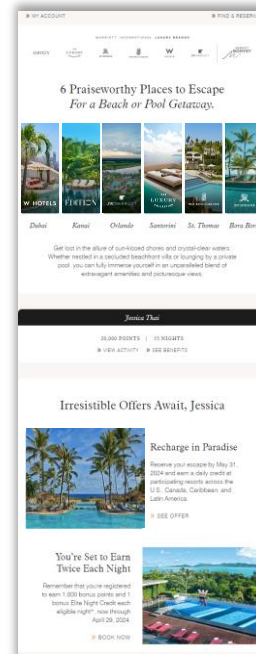 MY ACCOUNT
FIND & RESERVE
MARRIOTT INTERNATIONAL LUXURY BRANDS
EDITION
W
6 Praiseworthy Places to Escape
For a Beach or Pool Getaway.
W HOTELS
EDITION
JW MARRIOTT
THE LUXURY COLLECTION
Dubai
Kanai
Orlando
Santorini
St. Thomas
Bora Bora
Get lost in the allure of sun-kissed shores and crystal-clear waters.
Whether nestled in a secluded beachfront villa or lounging by a private
pool, you can fully immerse yourself in an unparalleled blend of
extravagant amenities and picturesque views.
Jessica Thai
20,000 POINTS | 15 NIGHTS
VIEW ACTIVITY SEE BENEFITS
Irresistible Offers Await, Jessica
Recharge in Paradise
Reserve your escape by May 31,
2024 and earn a daily credit at
participating resorts across the
U.S., Canada, Caribbean, and
Latin America.
SEE OFFER
You're Set to Earn
Twice Each Night
Remember that you're registered
to earn 1,000 bonus points and 1
bonus Elite Night Credit each
eligible night*, now through
April 29, 2024.
BOOK NOW